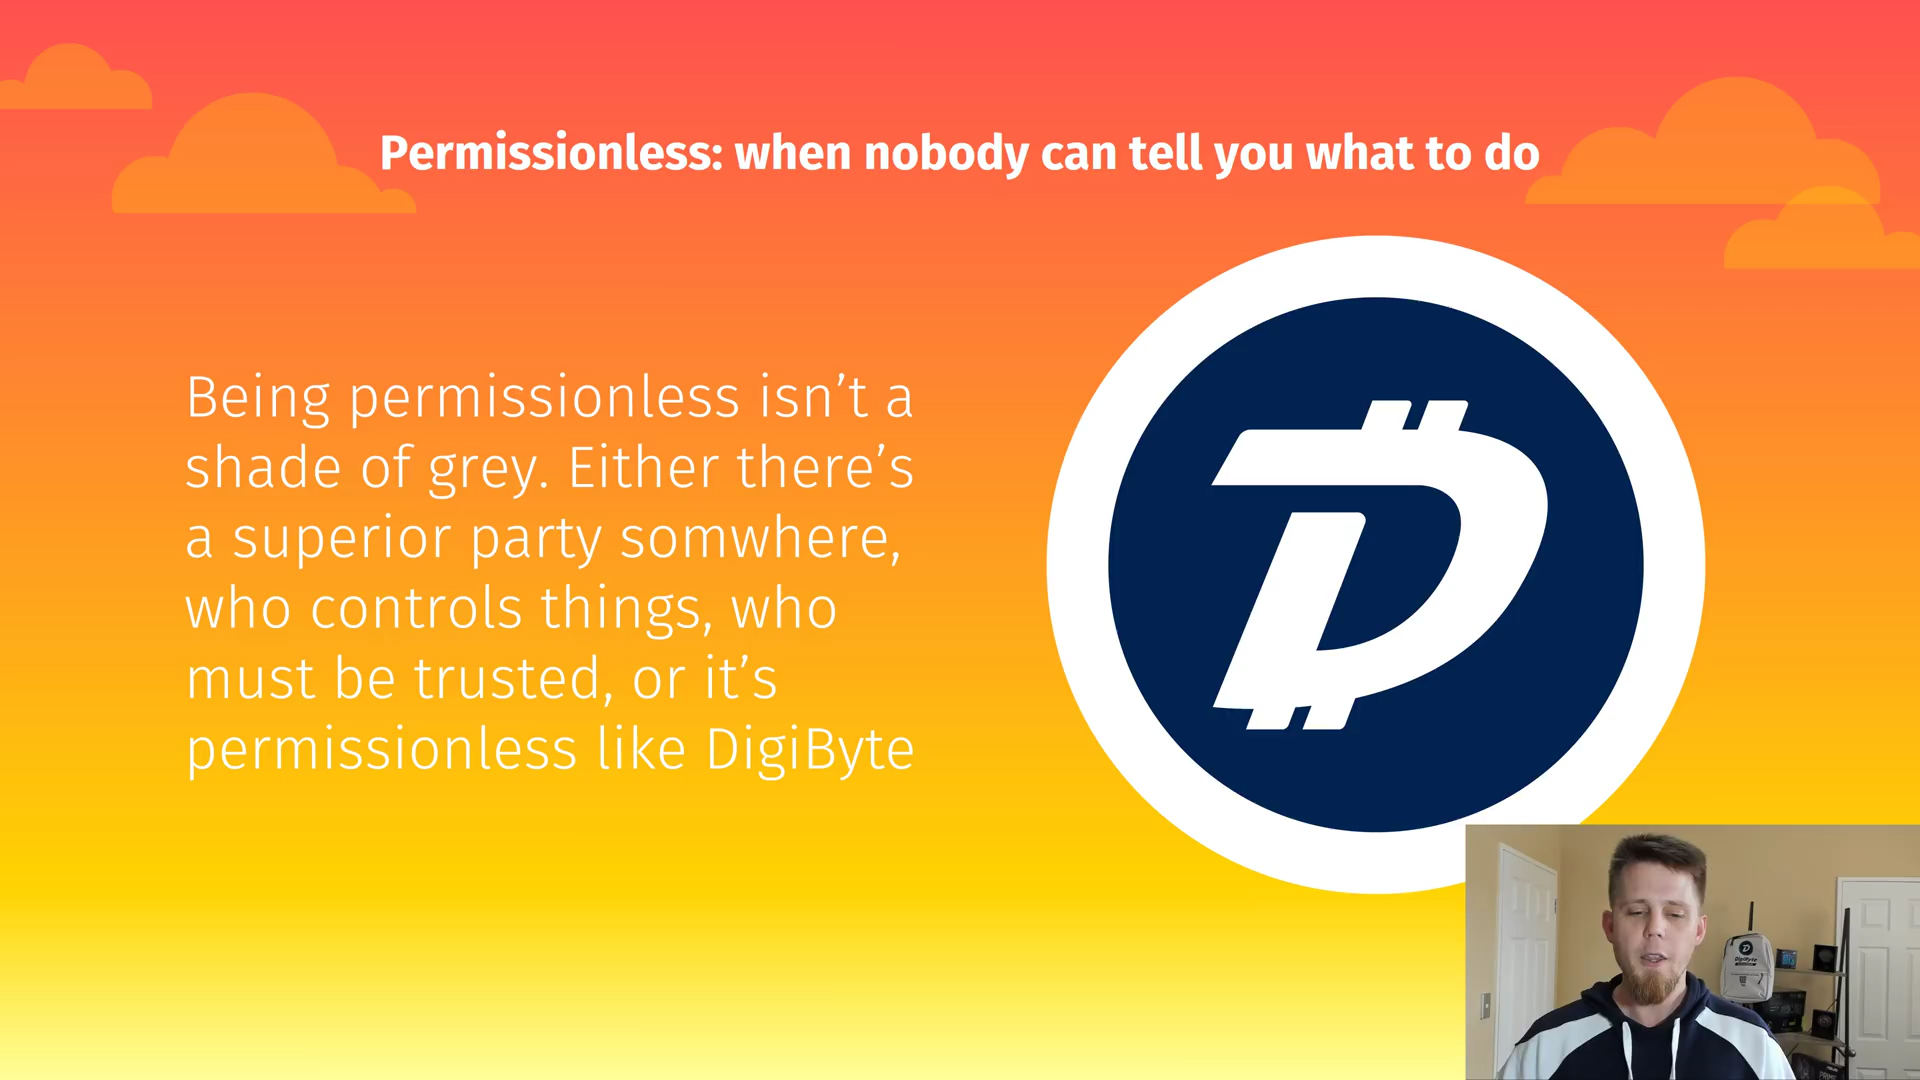 Permissionless: when nobody can tell you what to do
Being permissionless isn’t a
shade of grey. Either there’s
a superior party somwhere,
who controls things, who
must be trusted, or it’s
permissionless like DigiByte
DigiByte